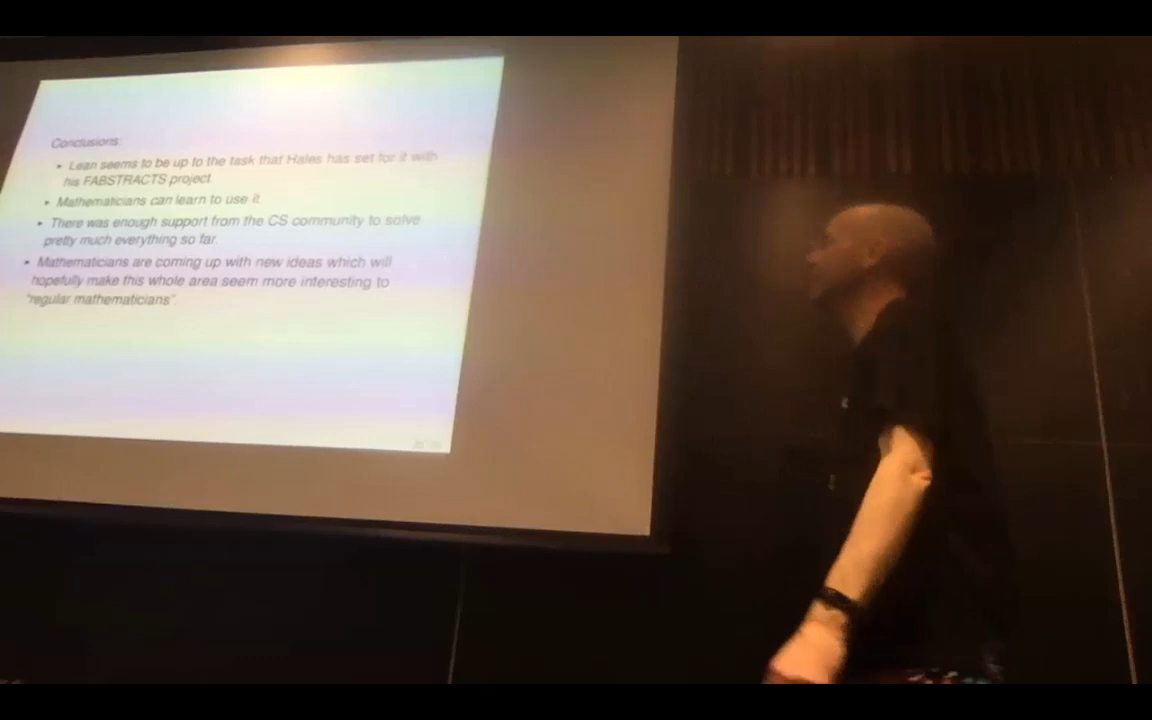 Conclusions:
▸ Lean seems to be up to the task that Hales has set for it with
his FABSTRACTS project.
▸ Mathematicians can learn to use it.
▸ There was enough support from the CS community to solve
pretty much everything so far.
▸ Mathematicians are coming up with new ideas which will
hopefully make this whole area seem more interesting to
"regular mathematicians".